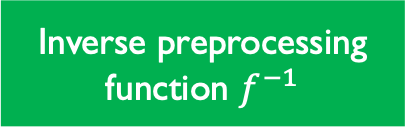 Inverse preprocessing
function f⁻¹